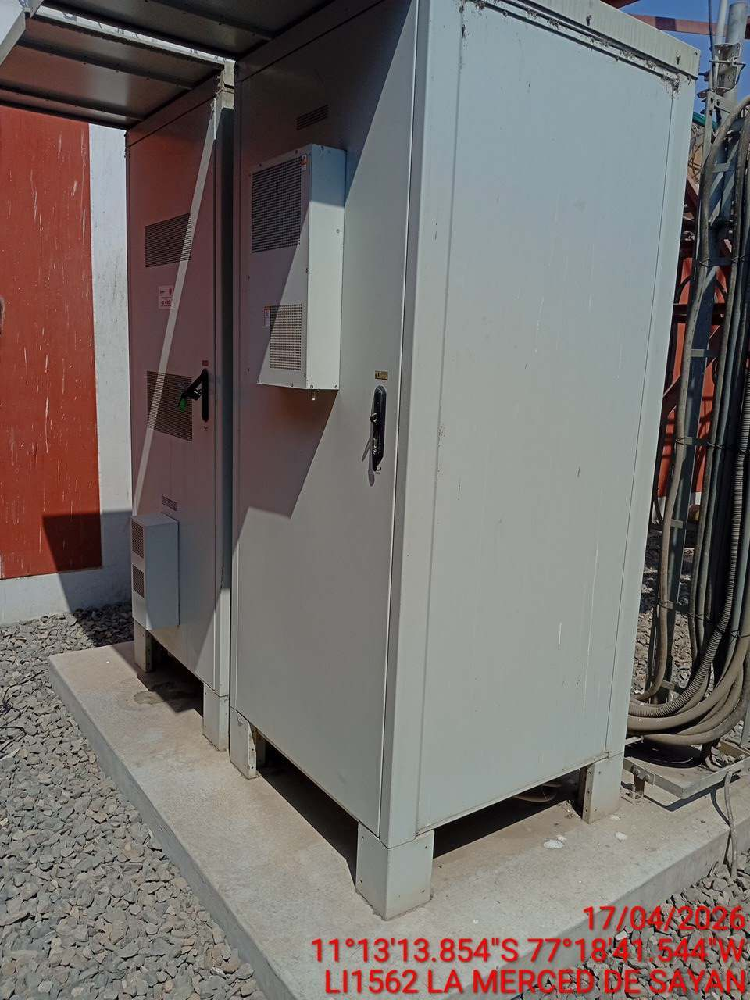 17/04/2026
11°13'13.854"S 77°18'41.544"W
LI1562 LA MERCED DE SAYAN